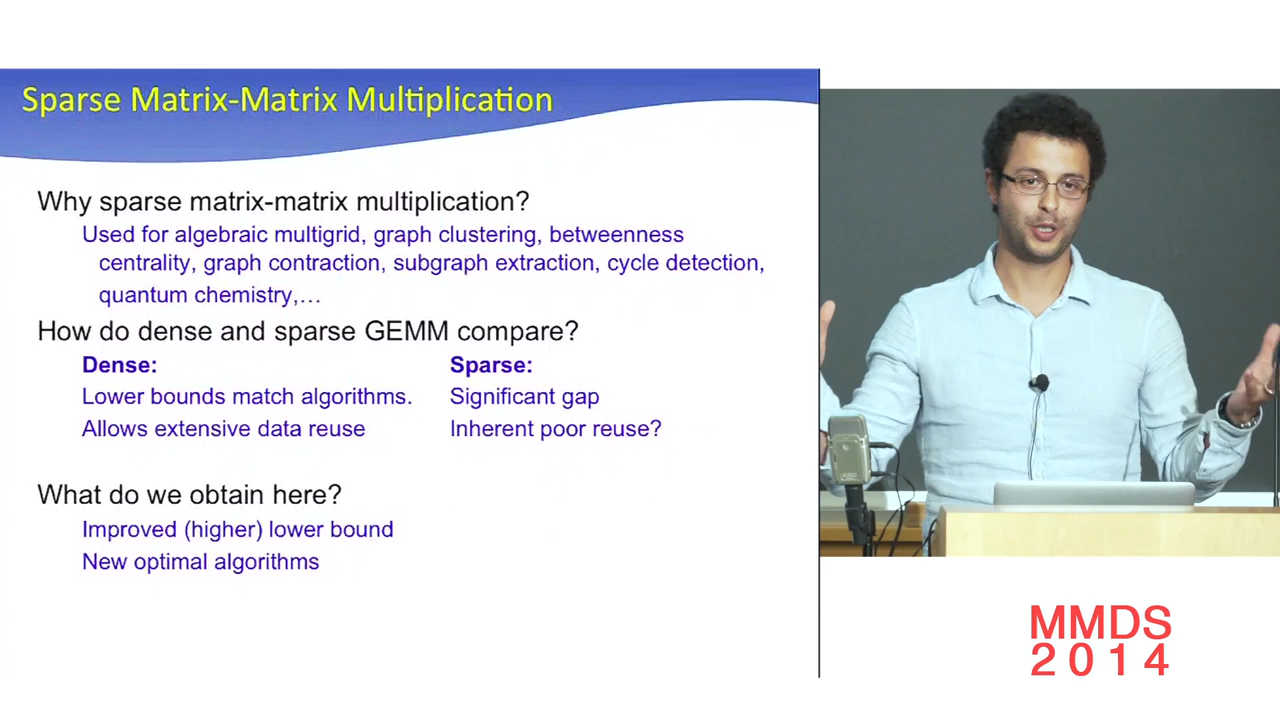 Sparse Matrix-Matrix Multiplication
Why sparse matrix-matrix multiplication?
Used for algebraic multigrid, graph clustering, betweenness
centrality, graph contraction, subgraph extraction, cycle detection,
quantum chemistry,…
How do dense and sparse GEMM compare?
Dense:
Sparse:
Lower bounds match algorithms.
Significant gap
Allows extensive data reuse
Inherent poor reuse?
What do we obtain here?
Improved (higher) lower bound
New optimal algorithms
MMDS
2014